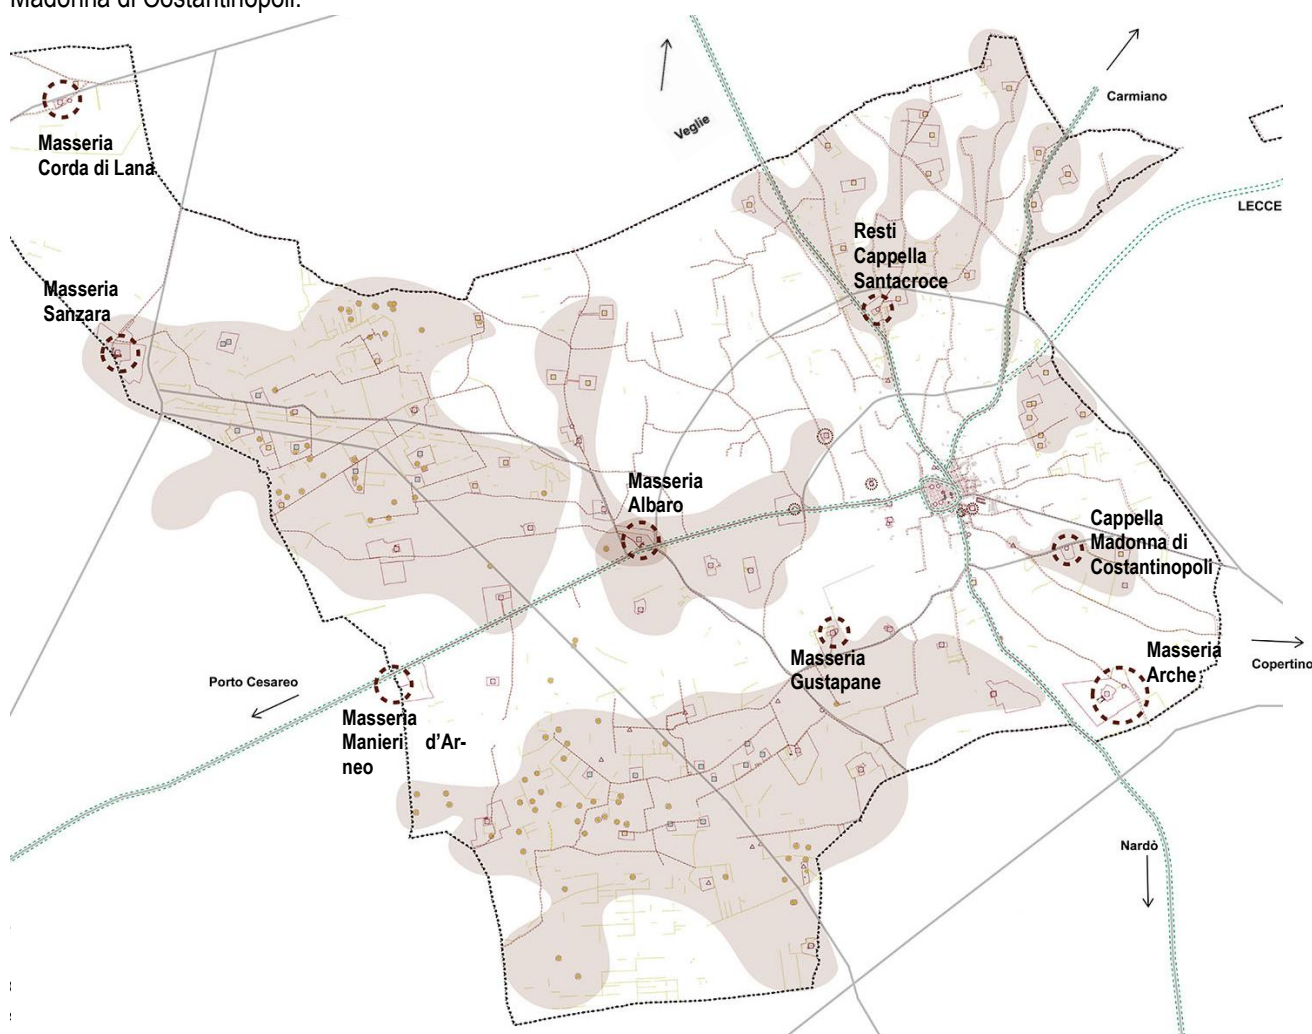 Madonna di Costantinopoli.
Carmiano
Veglie
Masseria
Corda di Lana
LECCE
Resti
Cappella
Santacroce
Masseria
Sanzara
Masseria
Albaro
Cappella
Madonna di
Costantinopoli
Masseria
Gustapane
Masseria
Arche
Copertino
Porto Cesareo
Masseria
Manieri d’Ar-
neo
Nardò